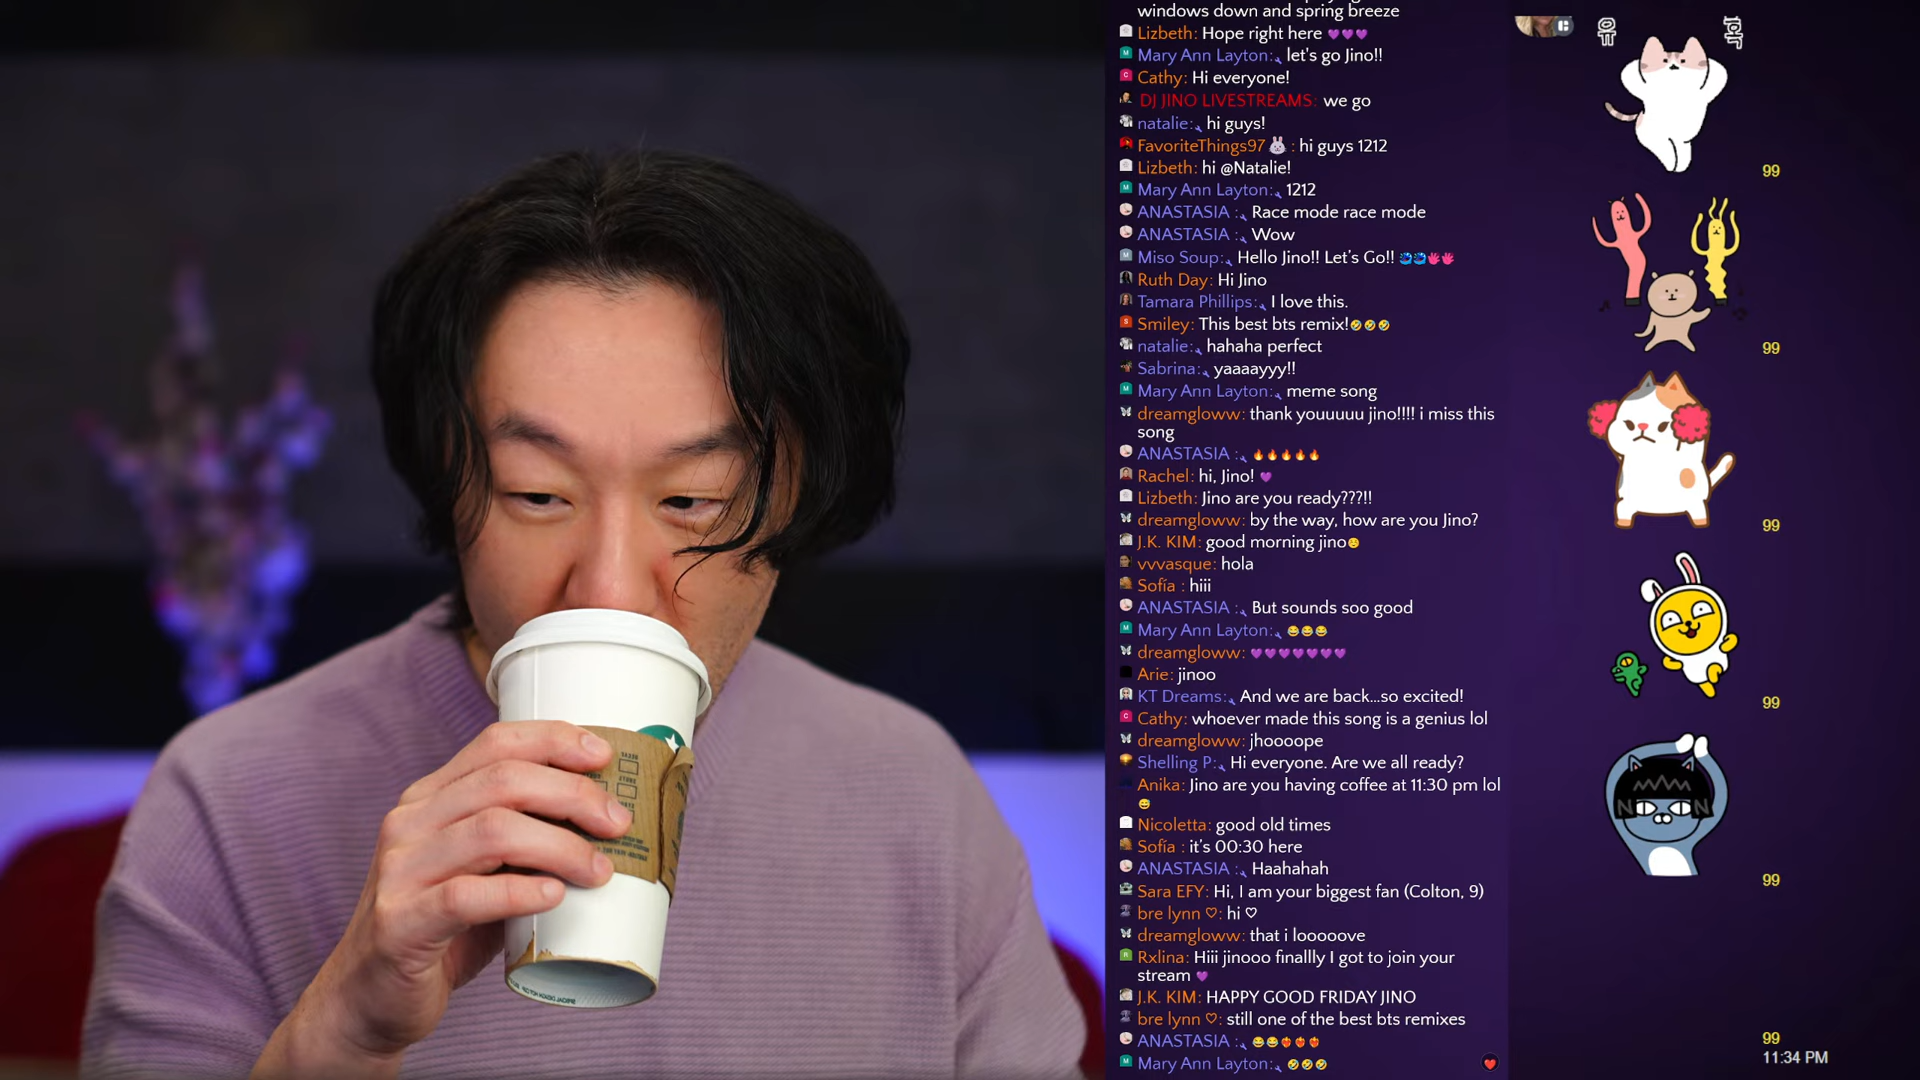 windows down and spring breeze
Lizbeth: Hope right here 💜💜💜
Mary Ann Layton: let's go Jino!!
Cathy: Hi everyone!
DJ JINO LIVESTREAMS: we go
natalie: hi guys!
FavoriteThings97 🐰 : hi guys 1212
Lizbeth: hi @Natalie!
Mary Ann Layton: 1212
ANASTASIA : Race mode race mode
ANASTASIA : Wow
Miso Soup: Hello Jino!! Let's Go!!
Ruth Day: Hi Jino
Tamara Phillips: I love this.
Smiley: This best bts remix!🤣🤣🤣
natalie: hahaha perfect
Sabrina: yaaaayyy!!
Mary Ann Layton: meme song
dreamgloww: thank youuuuu jino!!!! i miss this
song
ANASTASIA : 🔥🔥🔥🔥🔥
Rachel: hi, Jino! 💜
Lizbeth: Jino are you ready???!!
dreamgloww: by the way, how are you Jino?
J.K. KIM: good morning jino☺️
vvvasque: hola
Sofía : hiii
ANASTASIA : But sounds soo good
Mary Ann Layton: 😂😂😂
dreamgloww: 💜💜💜💜💜💜💜
Arie: jinoo
KT Dreams: And we are back...so excited!
Cathy: whoever made this song is a genius lol
dreamgloww: jhoooope
Shelling P: Hi everyone. Are we all ready?
Anika: Jino are you having coffee at 11:30 pm lol
😅
Nicoletta: good old times
Sofía : it's 00:30 here
ANASTASIA : Haahahah
Sara EFY: Hi, I am your biggest fan (Colton, 9)
bre lynn ♡: hi ♡
dreamgloww: that i looooove
Rxlina: Hiii jinooo finallly I got to join your
stream 💜
J.K. KIM: HAPPY GOOD FRIDAY JINO
bre lynn ♡: still one of the best bts remixes
ANASTASIA : 😂😂❤️‍🔥❤️‍🔥❤️‍🔥
Mary Ann Layton: 🤣🤣🤣
유 혹
99
99
99
99
NO ON
99
99
11:34 PM